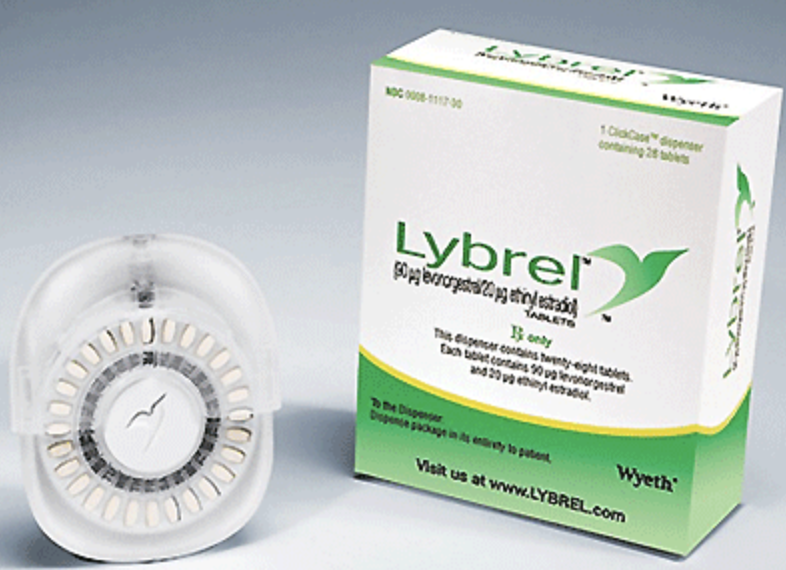 Lybrel
Wyeth®
NDC 0008-1117-30
1 ClickCase™ dispenser
containing 28 tablets
Lybrel™
(90 µg levonorgestrel/20 µg ethinyl estradiol)
TABLETS
™
℞ only
This dispenser contains twenty-eight tablets.
Each tablet contains 90 µg levonorgestrel
and 20 µg ethinyl estradiol.
To the Dispenser:
Dispense package in its entirety to patient.
Wyeth®
Visit us at www.LYBREL.com
Lybrel